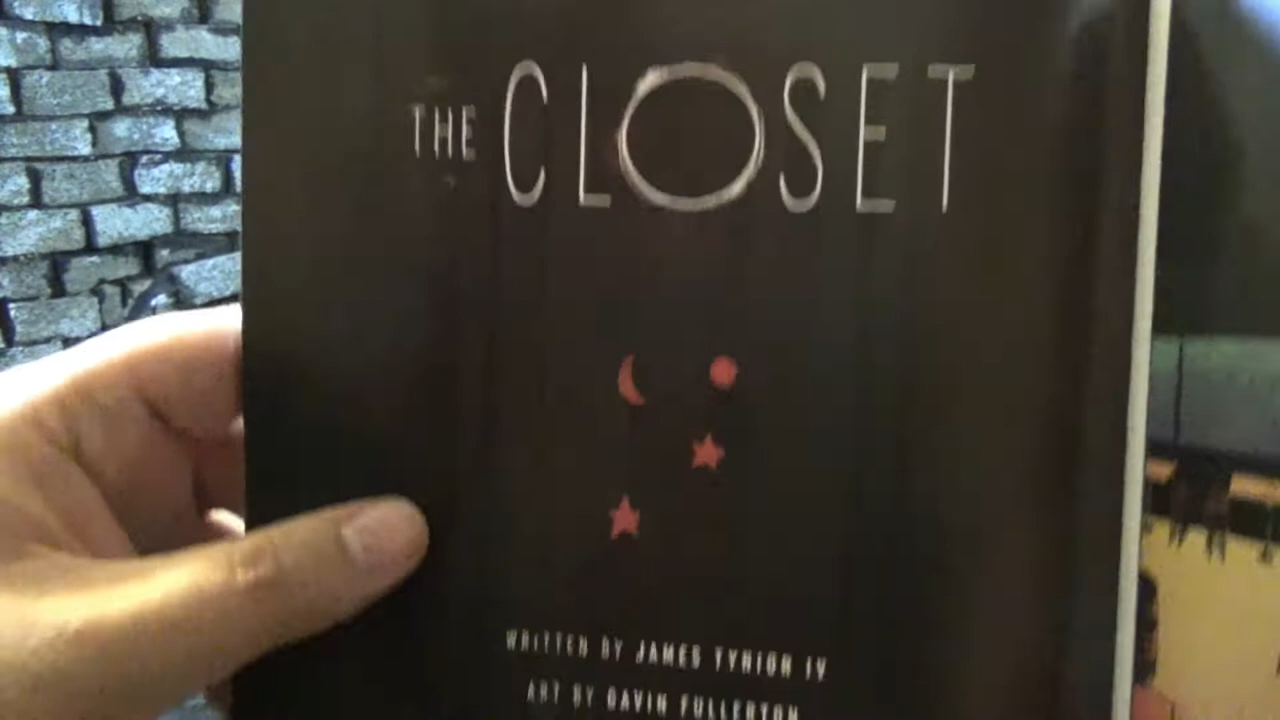 THE CLOSET
WRITTEN BY JAMES TYNION IV
ART BY GAVIN FULLERTON